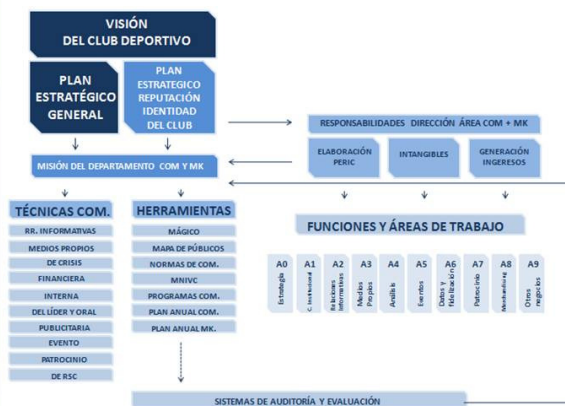 VISIÓN
DEL CLUB DEPORTIVO
PLAN
ESTRATÉGICO
GENERAL
PLAN
ESTRATEGICO
REPUTACIÓN
IDENTIDAD
DEL CLUB
RESPONSABILIDADES DIRECCIÓN ÁREA COM + MK
ELABORACIÓN
PERIC
INTANGIBLES
GENERACIÓN
INGERESOS
MISIÓN DEL DEPARTAMENTO COM Y MK
TÉCNICAS COM.
RR. INFORMATIVAS
MEDIOS PROPIOS
DE CRISIS
FINANCIERA
INTERNA
DEL LÍDER Y ORAL
PUBLICITARIA
EVENTO
PATROCINIO
DE RSC
HERRAMIENTAS
MÁGICO
MAPA DE PÚBLICOS
NORMAS DE COM.
MNIVC
PROGRAMAS COM.
PLAN ANUAL COM.
PLAN ANUAL MK.
FUNCIONES Y ÁREAS DE TRABAJO
A0
Estrategia
A1
C. Institucional
A2
Relaciones
Informativas
A3
Medios
Propios
A4
Análisis
A5
Eventos
A6
Datos y
fidelización
A7
Patrocinio
A8
Merchandising
A9
Otros
negocios
SISTEMAS DE AUDITORÍA Y EVALUACIÓN